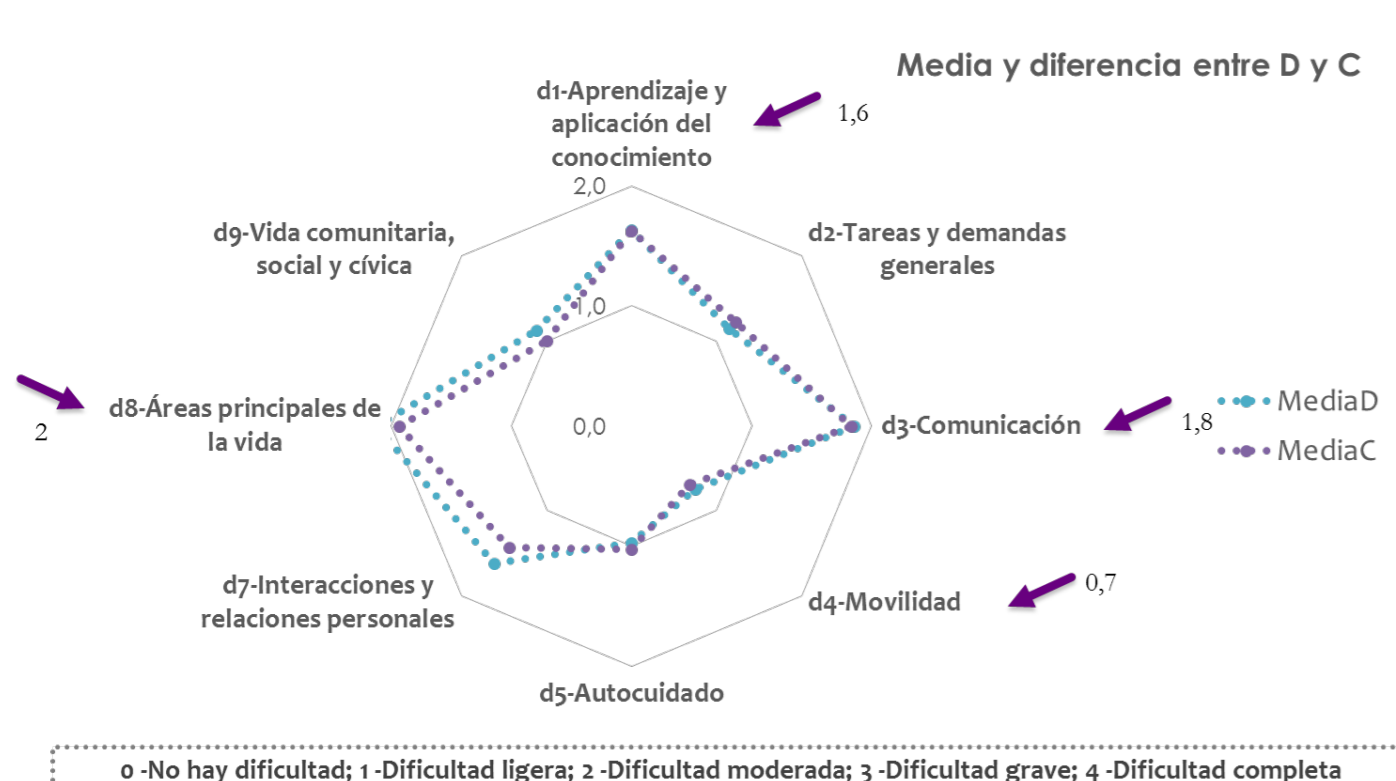 Media y diferencia entre D y C
d1-Aprendizaje y
aplicación del
conocimiento
1,6
2,0
d9-Vida comunitaria,
social y cívica
d2-Tareas y demandas
generales
1,0
d8-Áreas principales de
la vida
2
0,0
d3-Comunicación
1,8
MediaD
MediaC
d7-Interacciones y
relaciones personales
d4-Movilidad
0,7
d5-Autocuidado
0 -No hay dificultad; 1 -Dificultad ligera; 2 -Dificultad moderada; 3 -Dificultad grave; 4 -Dificultad completa